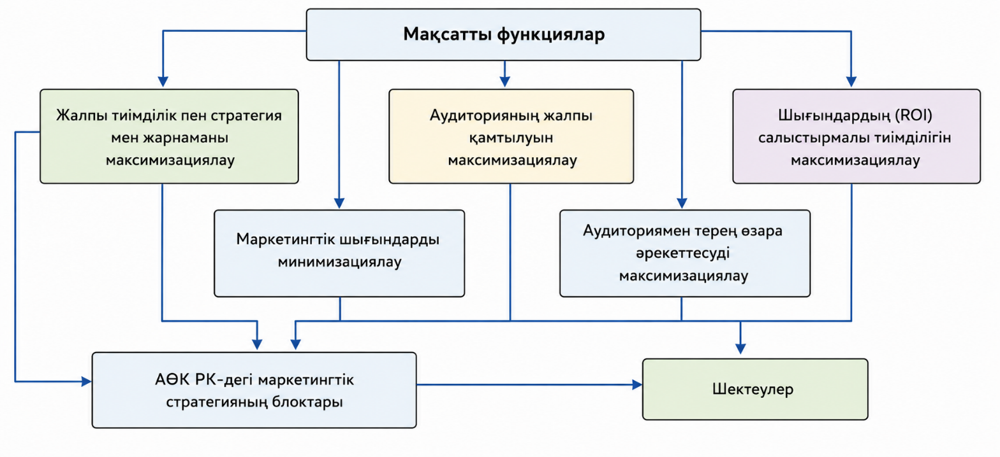 Мақсатты функциялар
Жалпы тиімділік пен стратегия
мен жарнаманы
максимизациялау
Аудиторияның жалпы
қамтылуын
максимизациялау
Шығындардың (ROI)
салыстырмалы тиімділігін
максимизациялау
Маркетингтік шығындарды
минимизациялау
Аудиториямен терең өзара
әрекеттесуді
максимизациялау
АӨК РК-дегі маркетингтік
стратегияның блоктары
Шектеулер